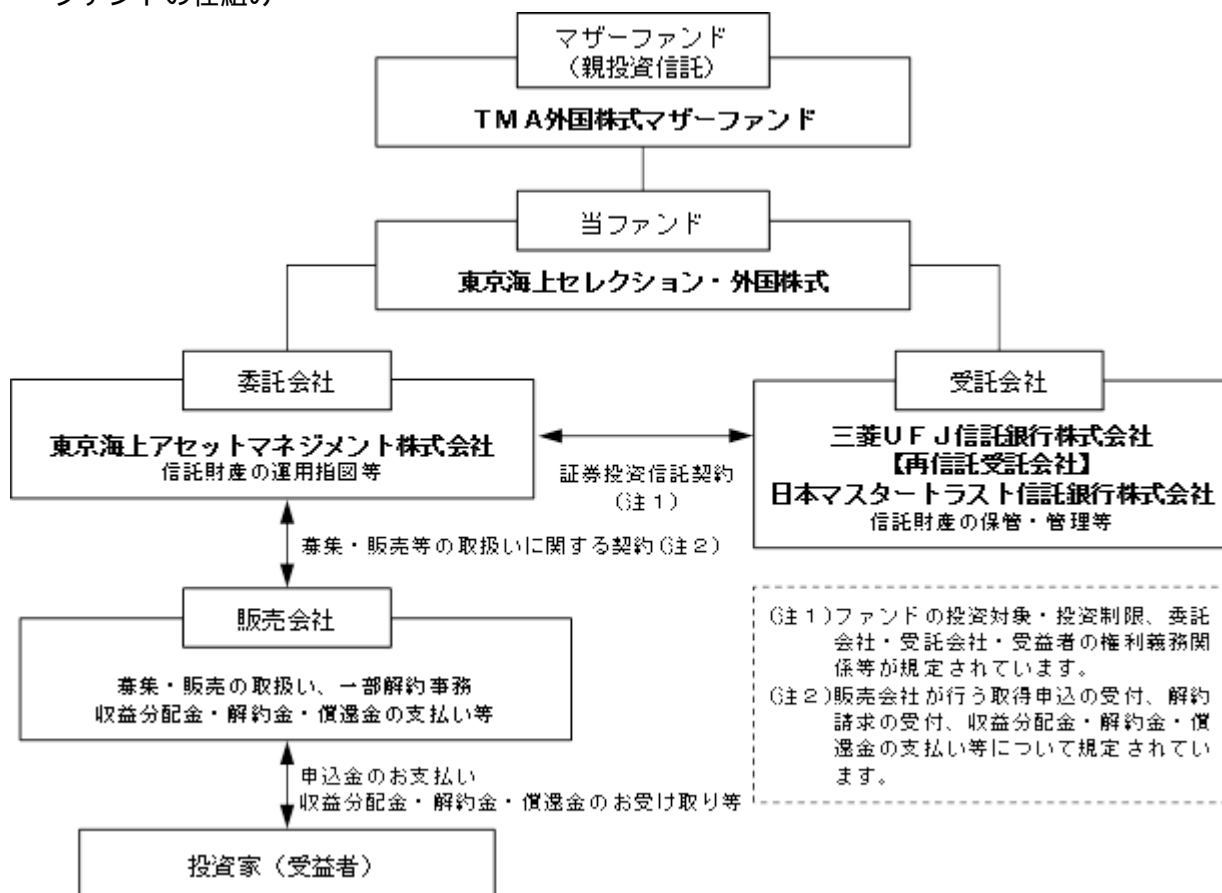 ファンドの仕組み
マザーファンド
(親投資信託)
TMA外国株式マザーファンド
当ファンド
東京海上セレクション・外国株式
委託会社
東京海上アセットマネジメント株式会社
信託財産の運用指図等
証券投資信託契約
(注1)
受託会社
三菱UFJ信託銀行株式会社
【再信託受託会社】
日本マスタートラスト信託銀行株式会社
信託財産の保管・管理等
募集・販売等の取扱いに関する契約(注2)
販売会社
募集・販売の取扱い、一部解約事務
収益分配金・解約金・償還金の支払い等
(注1)ファンドの投資対象・投資制限、委託
会社・受託会社・受益者の権利義務関
係等が規定されています。
(注2)販売会社が行う取得申込の受付、解約
請求の受付、収益分配金・解約金・償
還金の支払い等について規定されてい
ます。
申込金のお支払い
収益分配金・解約金・償還金のお受け取り等
投資家(受益者)